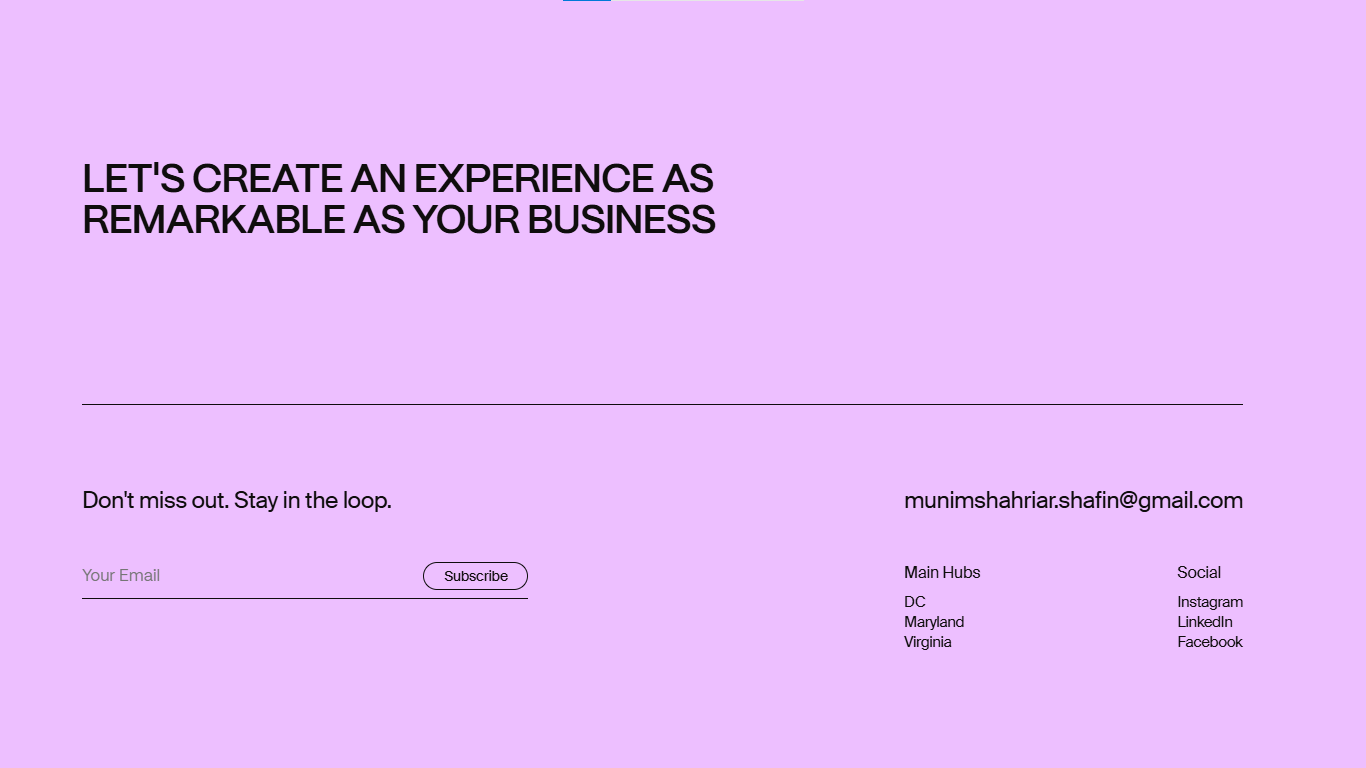 LET'S CREATE AN EXPERIENCE AS
REMARKABLE AS YOUR BUSINESS
Don't miss out. Stay in the loop.
Your Email
Subscribe
munimshahriar.shafin@gmail.com
Main Hubs
DC
Maryland
Virginia
Social
Instagram
LinkedIn
Facebook